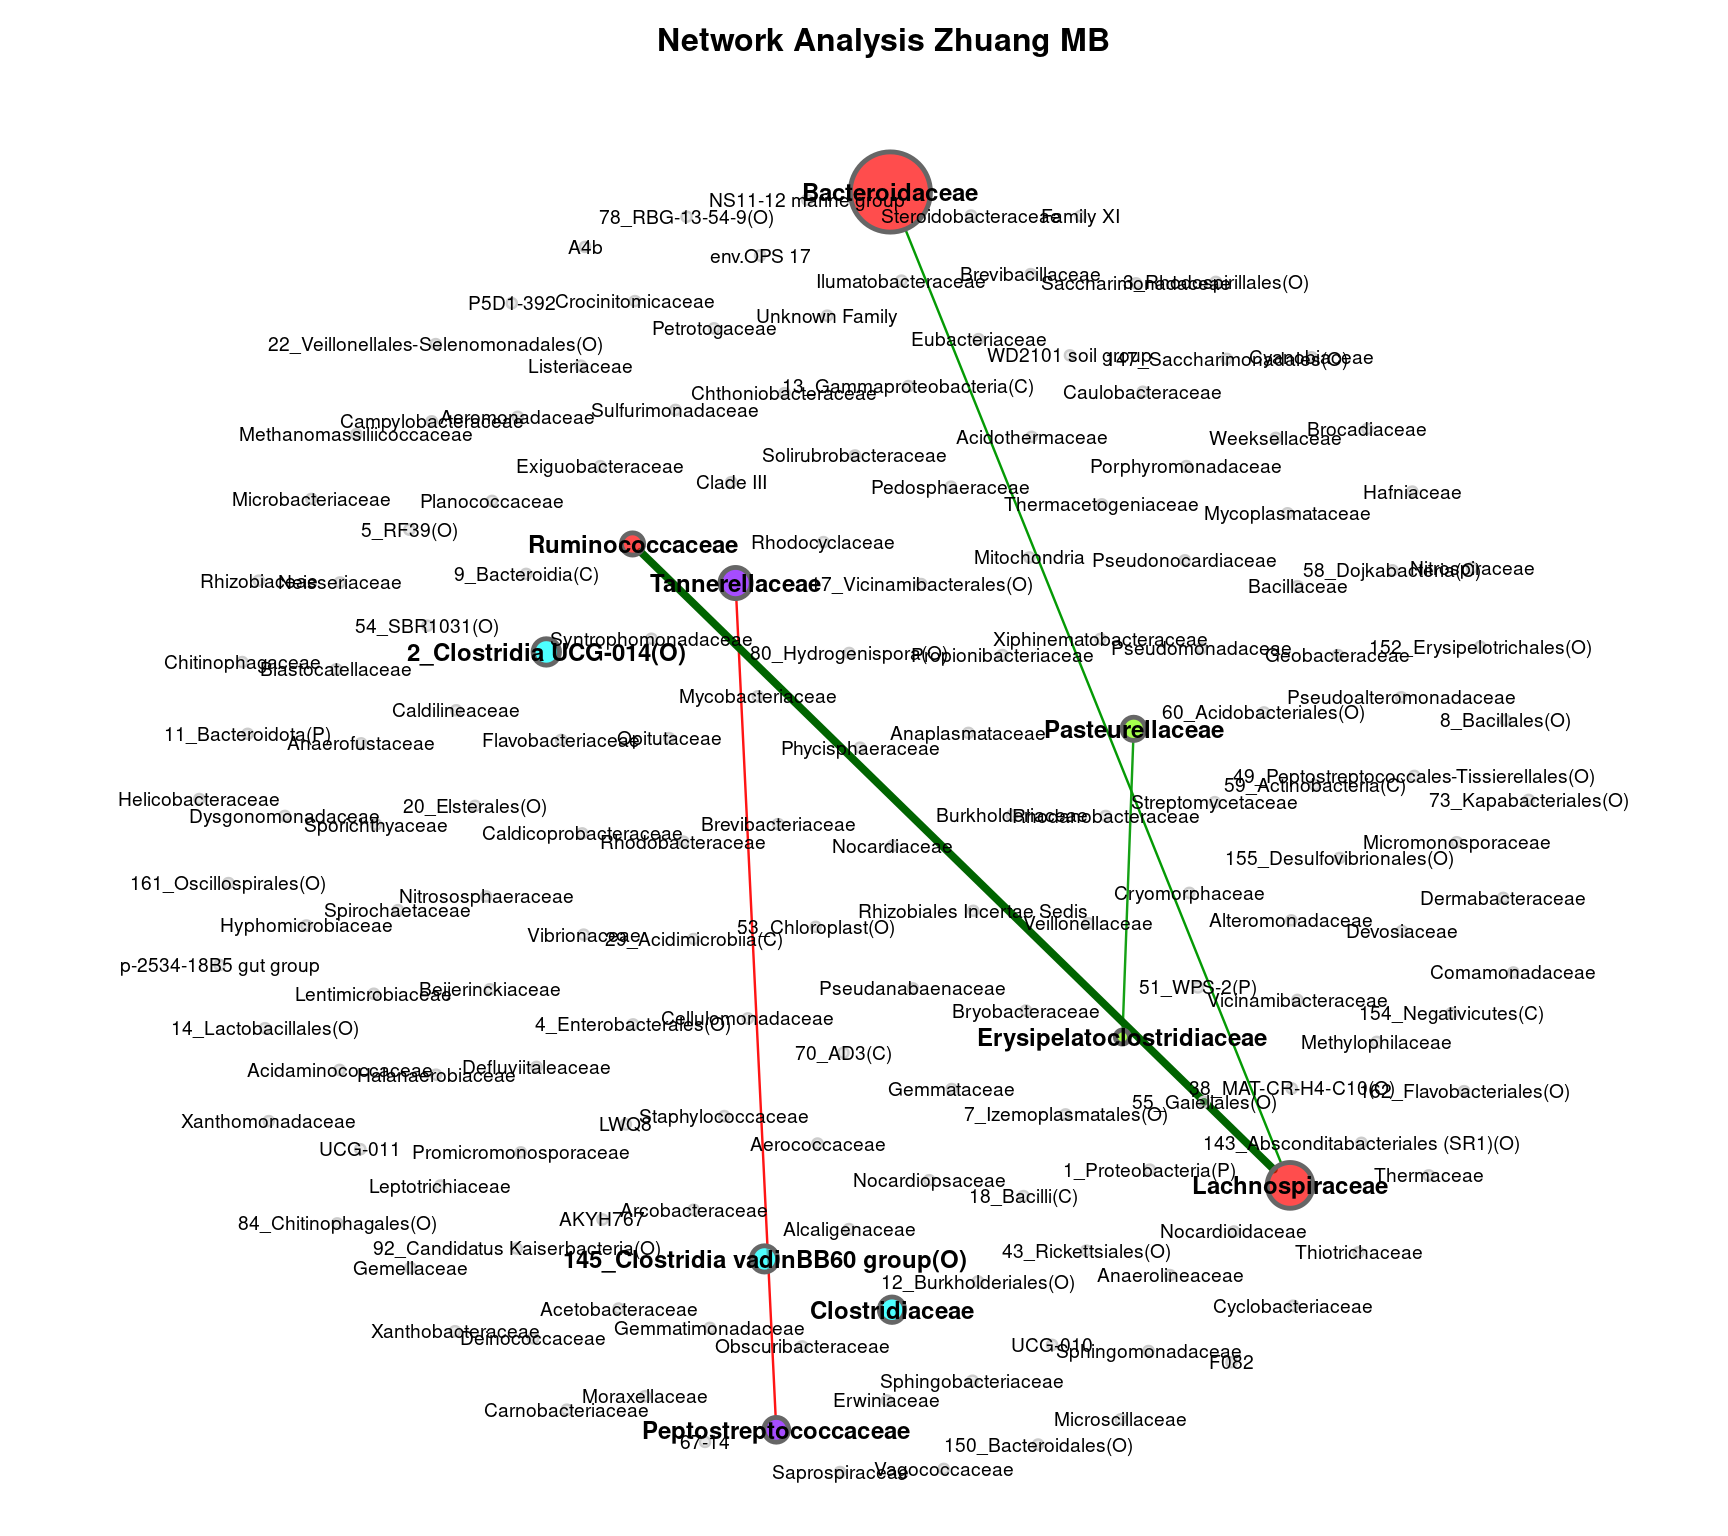 Network Analysis Zhuang MB
Bacteroidaceae
NS11-12 marine group
78_RBG-13-54-9(O)
Steroidobacteraceae
Family XI
A4b
env.OPS 17
Ilumatobacteraceae
Brevibacillaceae
Saccharimonadaceae
3_Rhodospirillales(O)
P5D1-392
Crocinitomicaceae
Petrotogaceae
Unknown Family
22_Veillonellales-Selenomonadales(O)
Eubacteriaceae
WD2101 soil group
147_Saccharimonadales(O)
Cyanobiaceae
Listeriaceae
Chthoniobacteraceae
13_Gammaproteobacteria(C)
Caulobacteraceae
Campylobacteraceae
Aeromonadaceae
Sulfurimonadaceae
Methanomassiliicoccaceae
Acidothermaceae
Weeksellaceae
Brocadiaceae
Exiguobacteraceae
Solirubrobacteraceae
Porphyromonadaceae
Clade III
Pedosphaeraceae
Hafniaceae
Microbacteriaceae
Planococcaceae
Thermacetogeniaceae
Mycoplasmataceae
5_RF39(O)
Ruminococcaceae
Rhodocyclaceae
Mitochondria
Pseudonocardiaceae
58_Dojkabacteria(C)
Nitrospiraceae
Rhizobiaceae
Neisseriaceae
9_Bacteroidia(C)
Tannerellaceae
17_Vicinamibacterales(O)
Bacillaceae
54_SBR1031(O)
2_Clostridia UCG-014(O)
Syntrophomonadaceae
80_Hydrogenispora(O)
Propionibacteriaceae
Xiphinematobacteraceae
Pseudomonadaceae
Geobacteraceae
152_Erysipelotrichales(O)
Chitinophagaceae
Blastocatellaceae
Mycobacteriaceae
Pseudoalteromonadaceae
Caldilineaceae
60_Acidobacteriales(O)
8_Bacillales(O)
11_Bacteroidota(P)
Anaerofustaceae
Flavobacteriaceae
Opitutaceae
Phycisphaeraceae
Anaplasmataceae
Pasteurellaceae
49_Peptostreptococcales-Tissierellales(O)
59_Actinobacteria(C)
Helicobacteraceae
Dysgonomonadaceae
Sporichthyaceae
20_Elsterales(O)
Streptomycetaceae
73_Kapabacteriales(O)
Caldicoprobacteraceae
Rhodobacteraceae
Brevibacteriaceae
Nocardiaceae
Burkholderiaceae
Rhodanobacteraceae
Micromonosporaceae
155_Desulfovibrionales(O)
161_Oscillospirales(O)
Nitrososphaeraceae
Cryomorphaceae
Dermabacteraceae
Hyphomicrobiaceae
Spirochaetaceae
Rhizobiales Incertae Sedis
Veillonellaceae
Alteromonadaceae
Devosiaceae
Vibrionaceae
29_Acidimicrobiia(C)
53_Chloroplast(O)
p-2534-18B5 gut group
Comamonadaceae
Lentimicrobiaceae
Beijerinckiaceae
Pseudanabaenaceae
51_WPS-2(P)
Vicinamibacteraceae
14_Lactobacillales(O)
4_Enterobacterales(O)
Cellulomonadaceae
Bryobacteraceae
154_Negativicutes(C)
Erysipelatoclostridiaceae
Methylophilaceae
70_AD3(C)
Acidaminococcaceae
Halanaerobiaceae
Defluviitaleaceae
Gemmataceae
38_MAT-CR-H4-C10(O)
162_Flavobacteriales(O)
55_Gaiellales(O)
7_Izemoplasmatales(O)
Xanthomonadaceae
LWQ8
Staphylococcaceae
UCG-011
Promicromonosporaceae
Aerococcaceae
143_Absconditabacteriales (SR1)(O)
1_Proteobacteria(P)
Thermaceae
Leptotrichiaceae
Nocardiopsaceae
18_Bacilli(C)
Lachnospiraceae
84_Chitinophagales(O)
AKYH767
Arcobacteraceae
Alcaligenaceae
Nocardioidaceae
92_Candidatus Kaiserbacteria(O)
145_Clostridia vadinBB60 group(O)
43_Rickettsiales(O)
Thiotrichaceae
Gemellaceae
12_Burkholderiales(O)
Anaerolineaceae
Acetobacteraceae
Clostridiaceae
Cyclobacteriaceae
Xanthobacteraceae
Deinococcaceae
Gemmatimonadaceae
Obscuribacteraceae
UCG-010
Sphingomonadaceae
F082
Sphingobacteriaceae
Moraxellaceae
Erwiniaceae
Carnobacteriaceae
Microscillaceae
Peptostreptococcaceae
67-14
150_Bacteroidales(O)
Saprospiraceae
Vagococcaceae